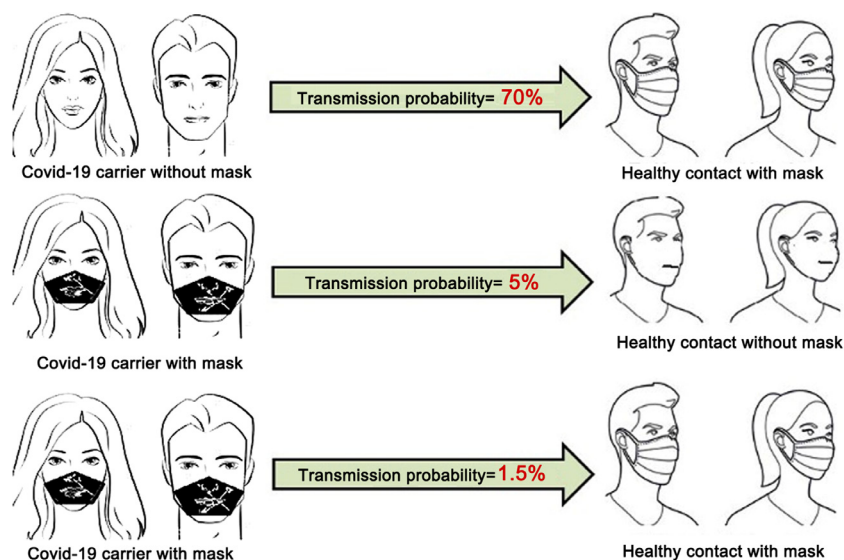 Transmission probability= 70%
Covid-19 carrier without mask
Healthy contact with mask
Transmission probability= 5%
Covid-19 carrier with mask
Healthy contact without mask
Transmission probability= 1.5%
Covid-19 carrier with mask
Healthy contact with mask